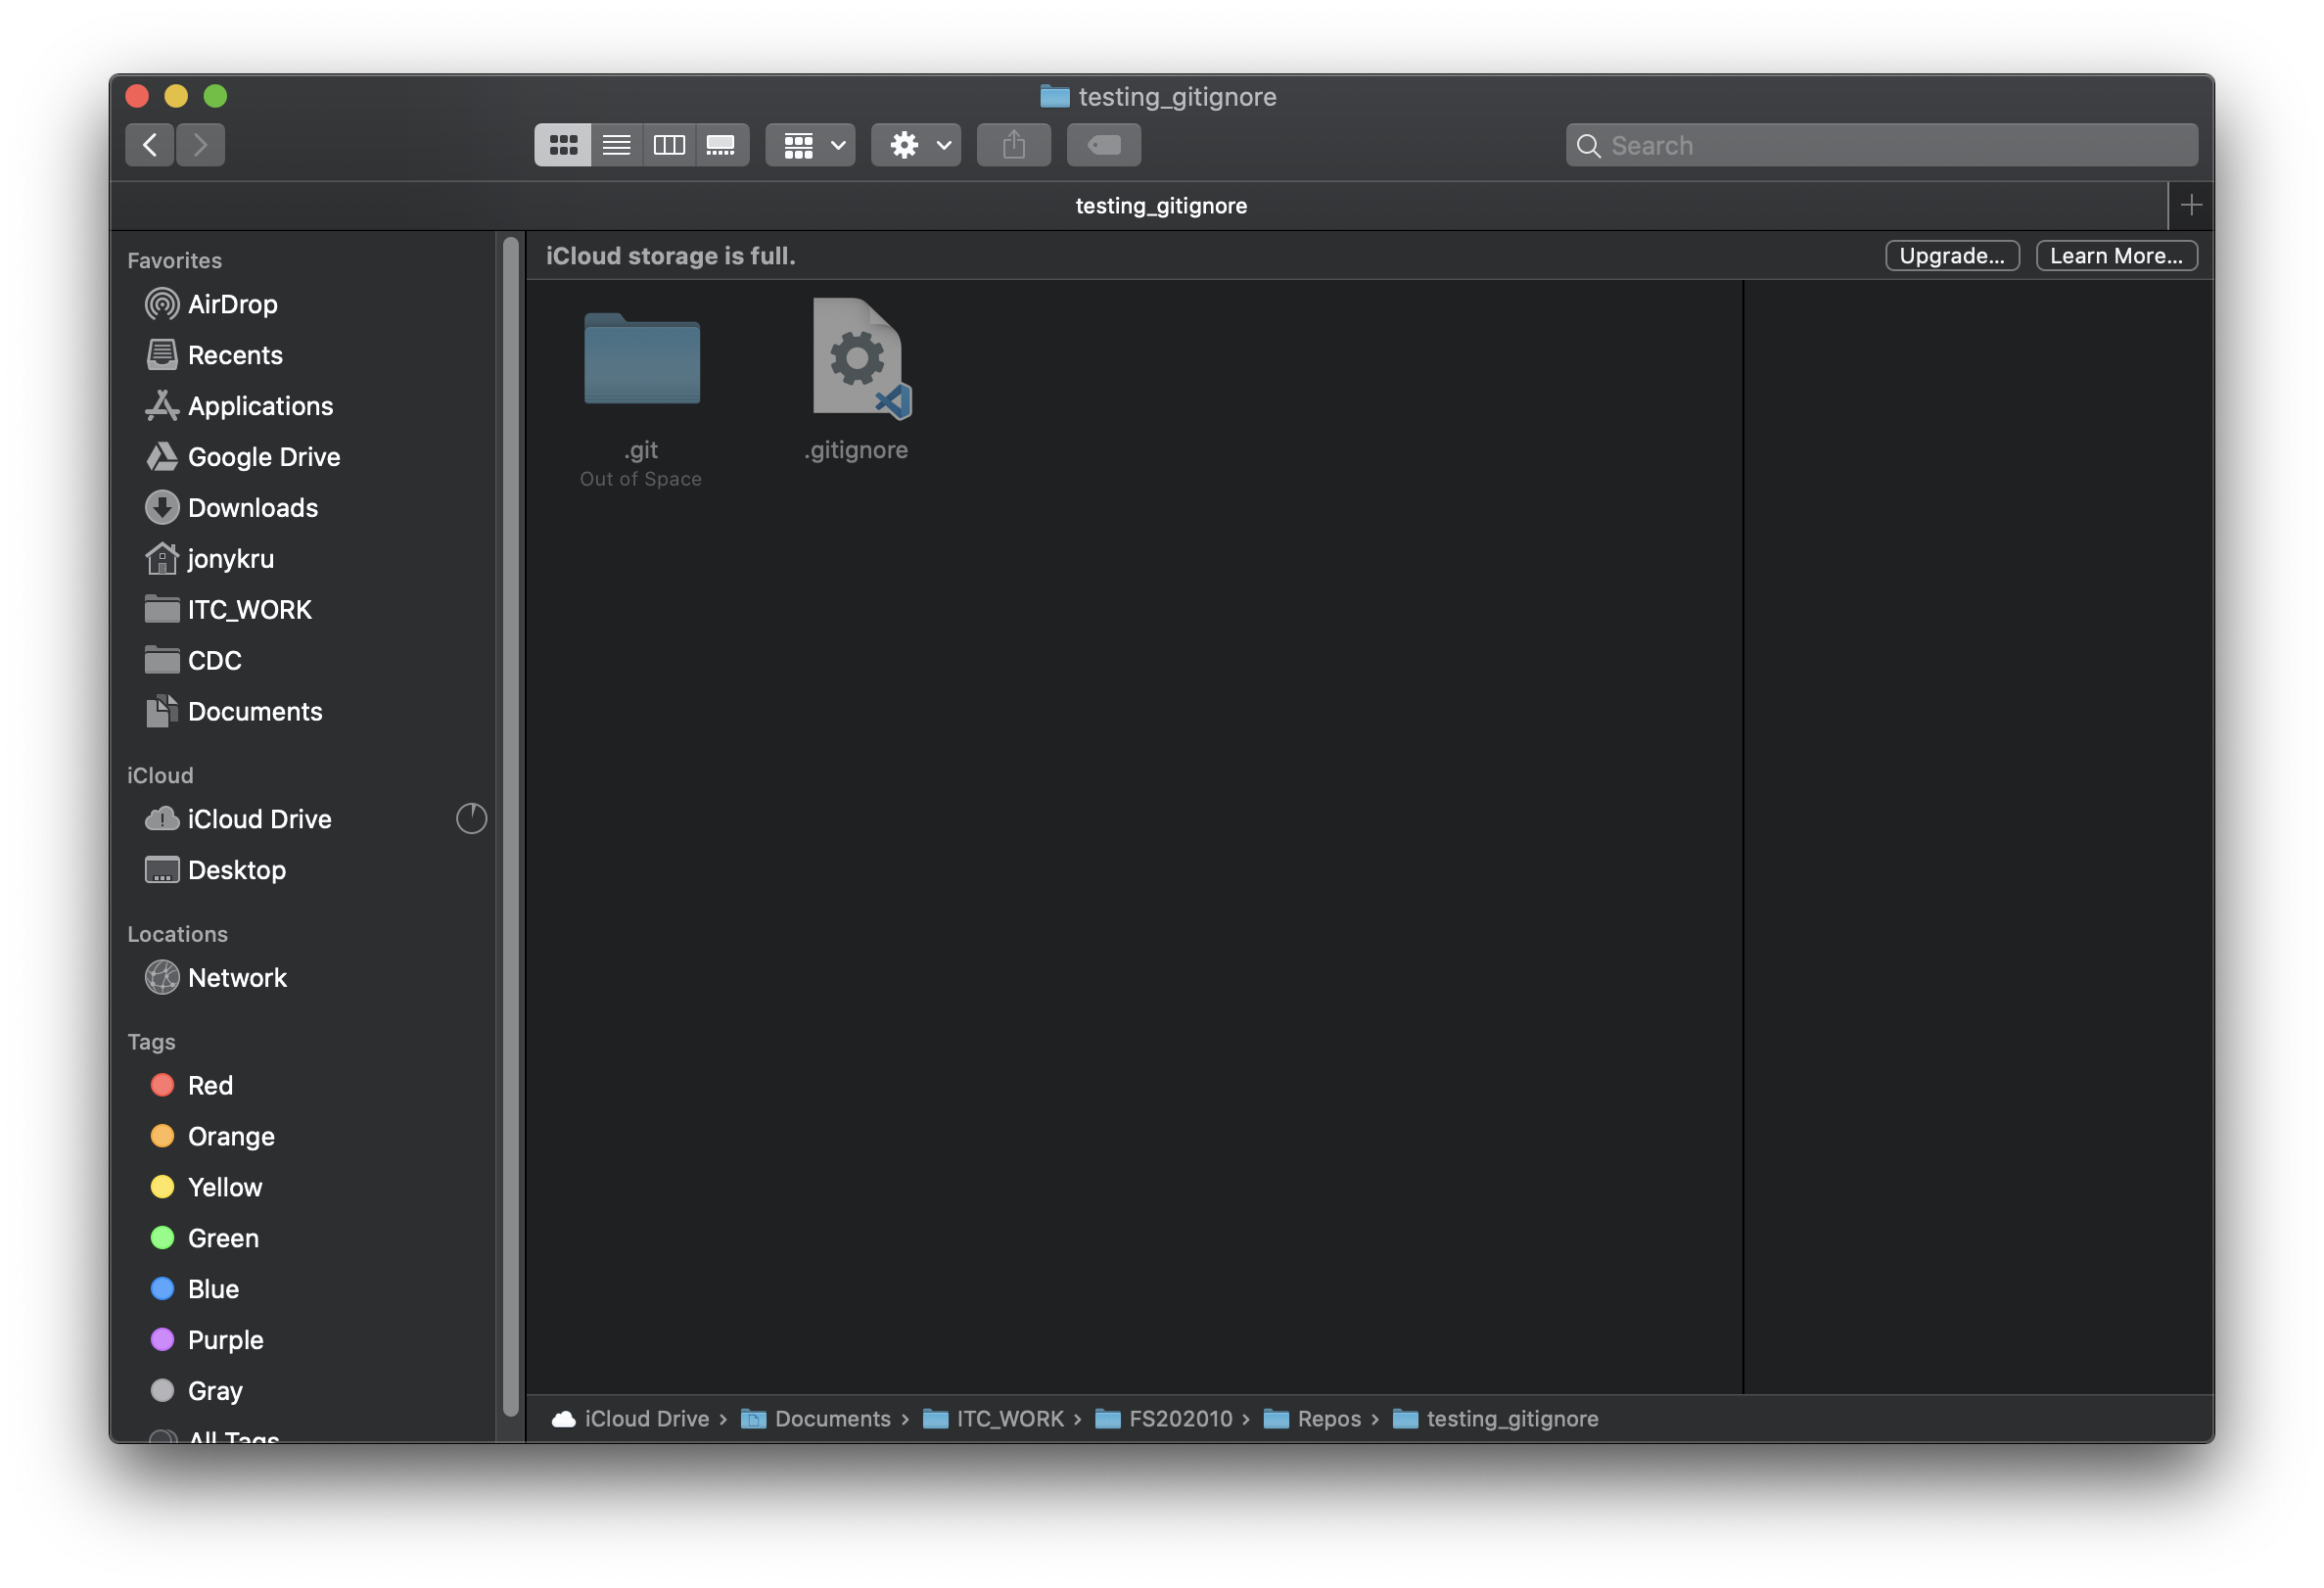 testing_gitignore
Search
testing_gitignore
Favorites
AirDrop
Recents
Applications
Google Drive
Downloads
jonykru
ITC_WORK
CDC
Documents
iCloud
iCloud Drive
Desktop
Locations
Network
Tags
Red
Orange
Yellow
Green
Blue
Purple
Gray
All Tags
iCloud storage is full.
Upgrade...
Learn More...
.git
Out of Space
.gitignore
iCloud Drive › Documents › ITC_WORK › FS202010 › Repos › testing_gitignore